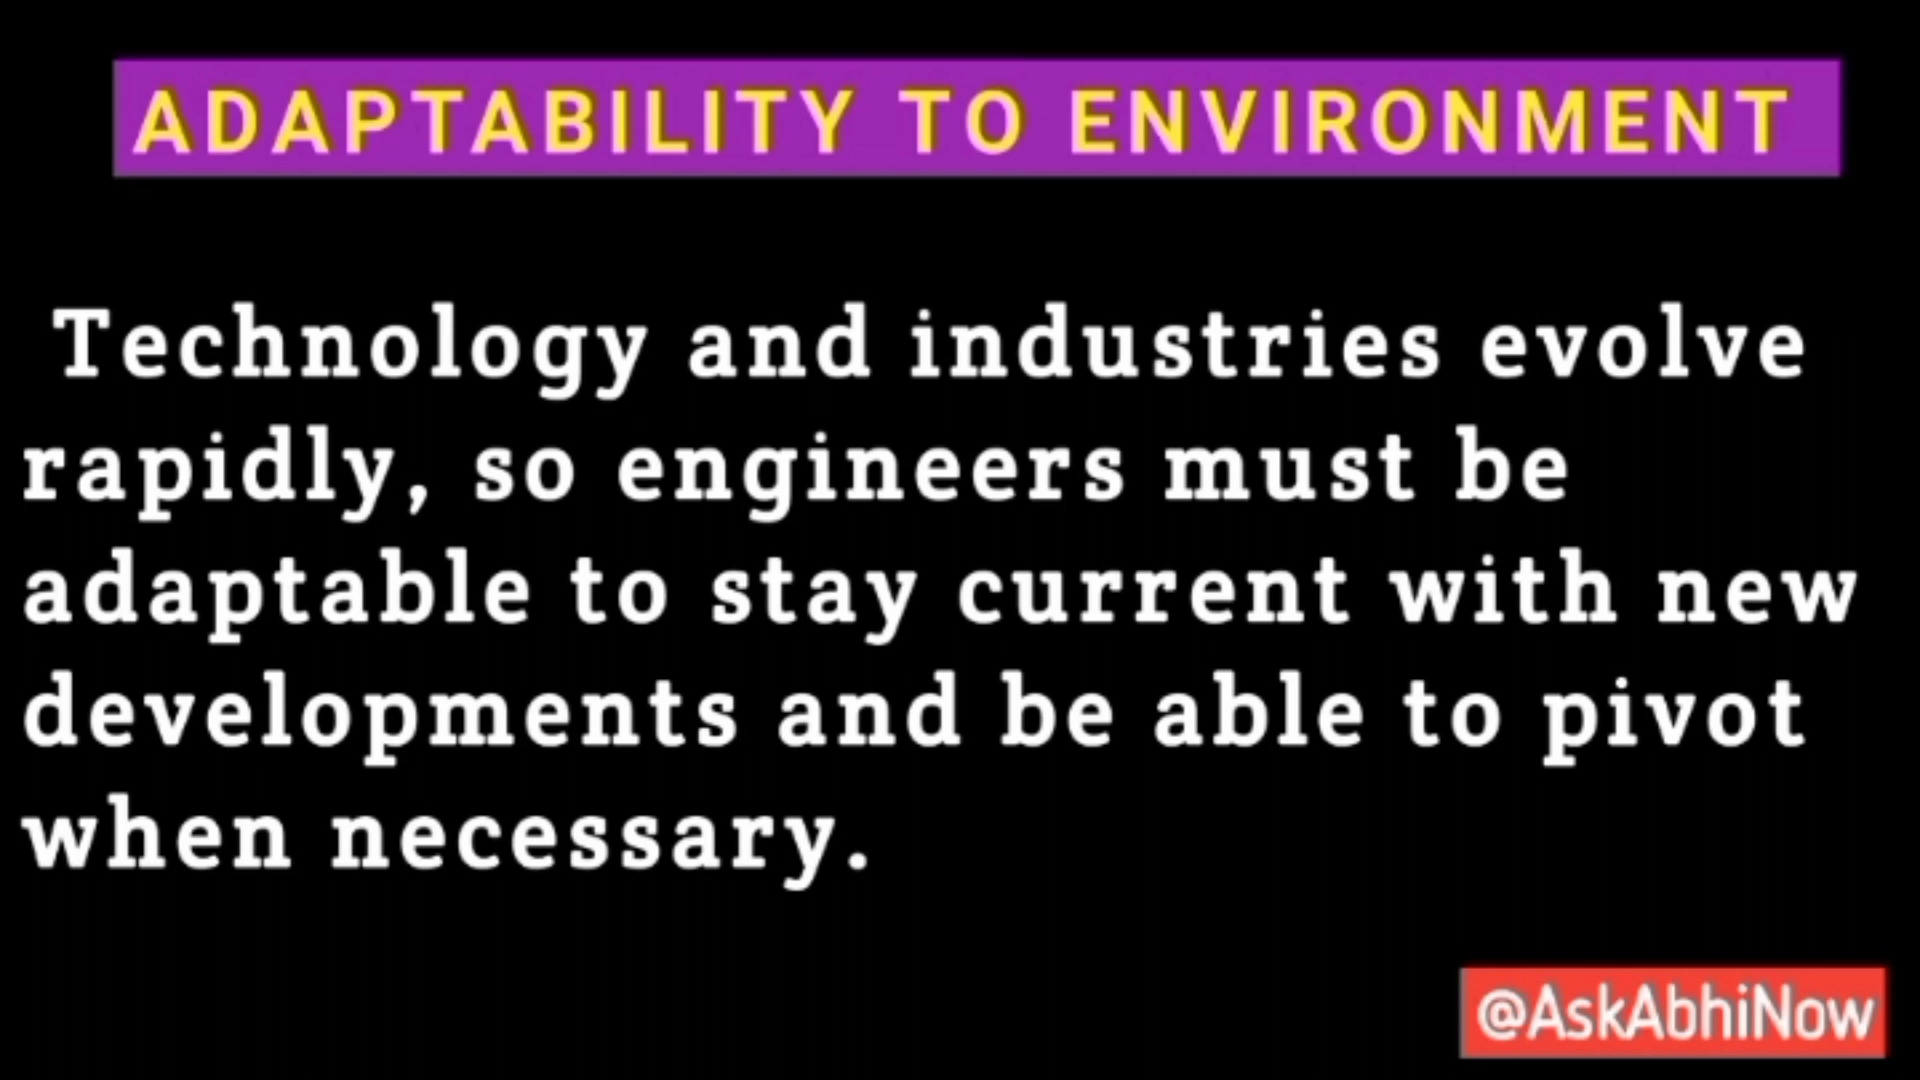 ADAPTABILITY TO ENVIRONMENT
Technology and industries evolve
rapidly, so engineers must be
adaptable to stay current with new
developments and be able to pivot
when necessary.
@AskAbhiNow